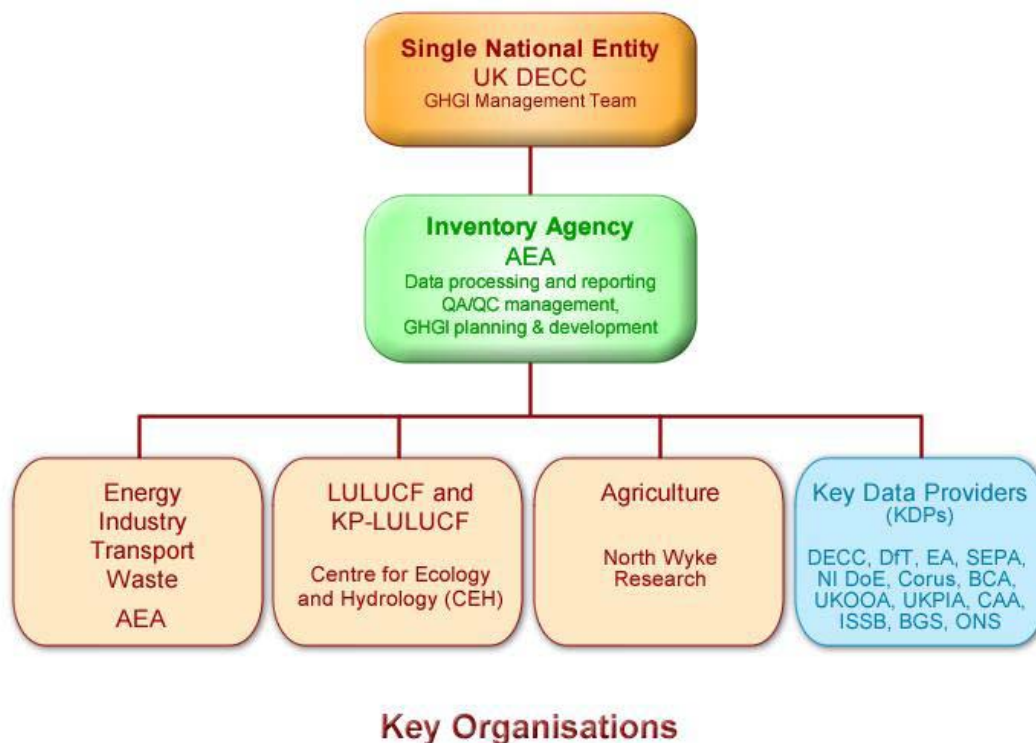 Single National Entity
UK DECC
GHGI Management Team
Inventory Agency
AEA
Data processing and reporting
QA/QC management,
GHGI planning & development
Energy
Industry
Transport
Waste
AEA
LULUCF and
KP-LULUCF
Centre for Ecology
and Hydrology (CEH)
Agriculture
North Wyke
Research
Key Data Providers
(KDPs)
DECC, DfT, EA, SEPA,
NI DoE, Corus, BCA,
UKOOA, UKPIA, CAA,
ISSB, BGS, ONS
Key Organisations